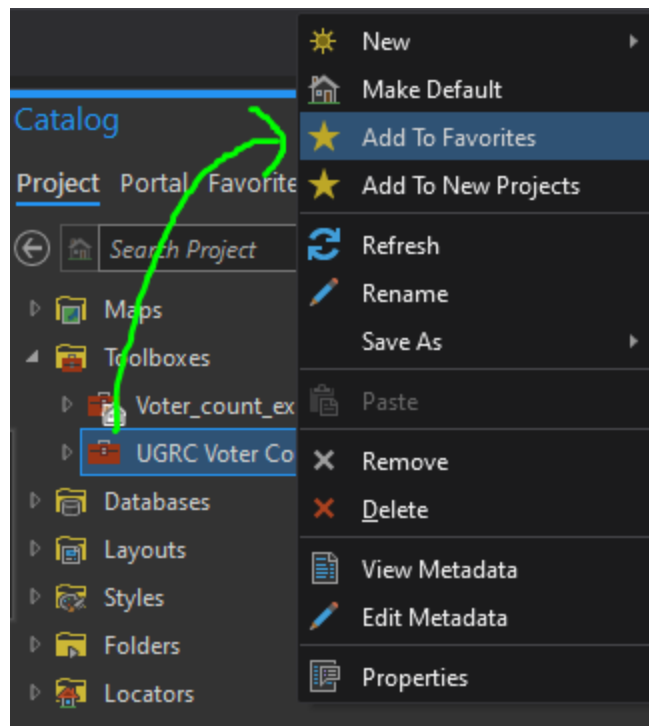 Catalog
Project Portal Favorite
Search Project
Maps
Toolboxes
Voter_count_ex
UGRC Voter Co
Databases
Layouts
Styles
Folders
Locators
New
Make Default
Add To Favorites
Add To New Projects
Refresh
Rename
Save As
Paste
Remove
Delete
View Metadata
Edit Metadata
Properties